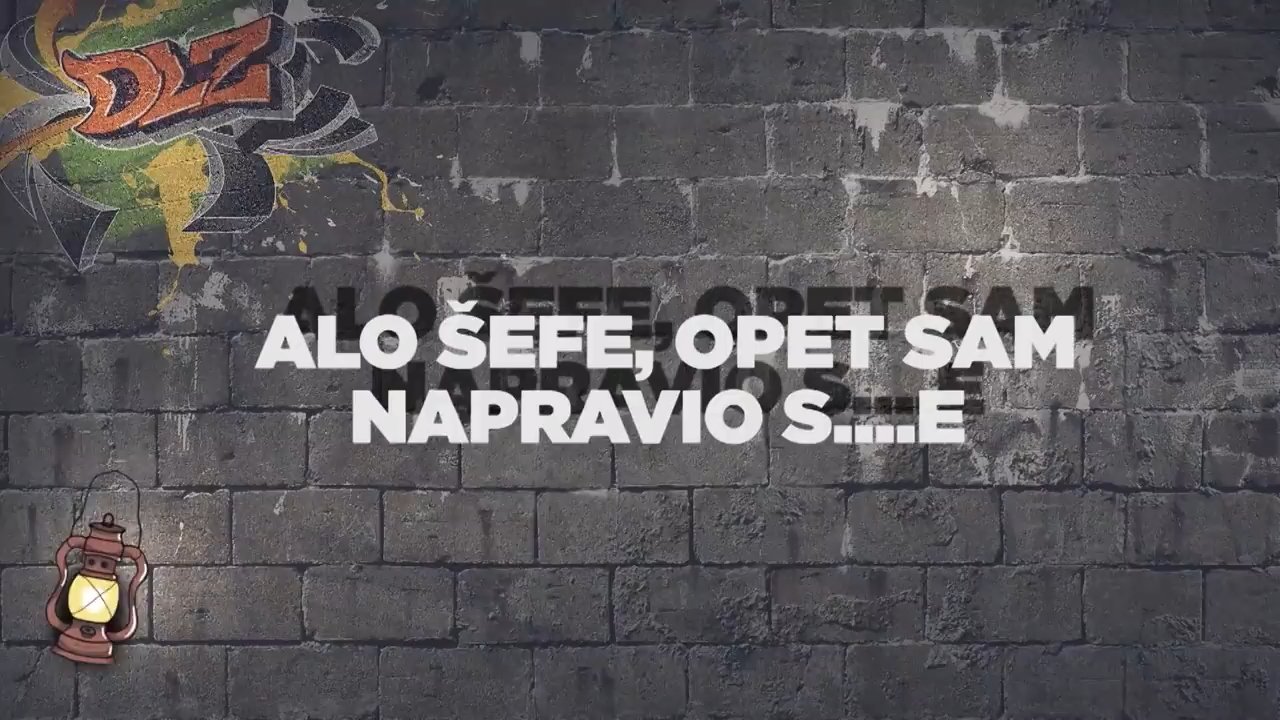 DLZ
ALO ŠEFE, OPET SAM
NAPRAVIO S....E